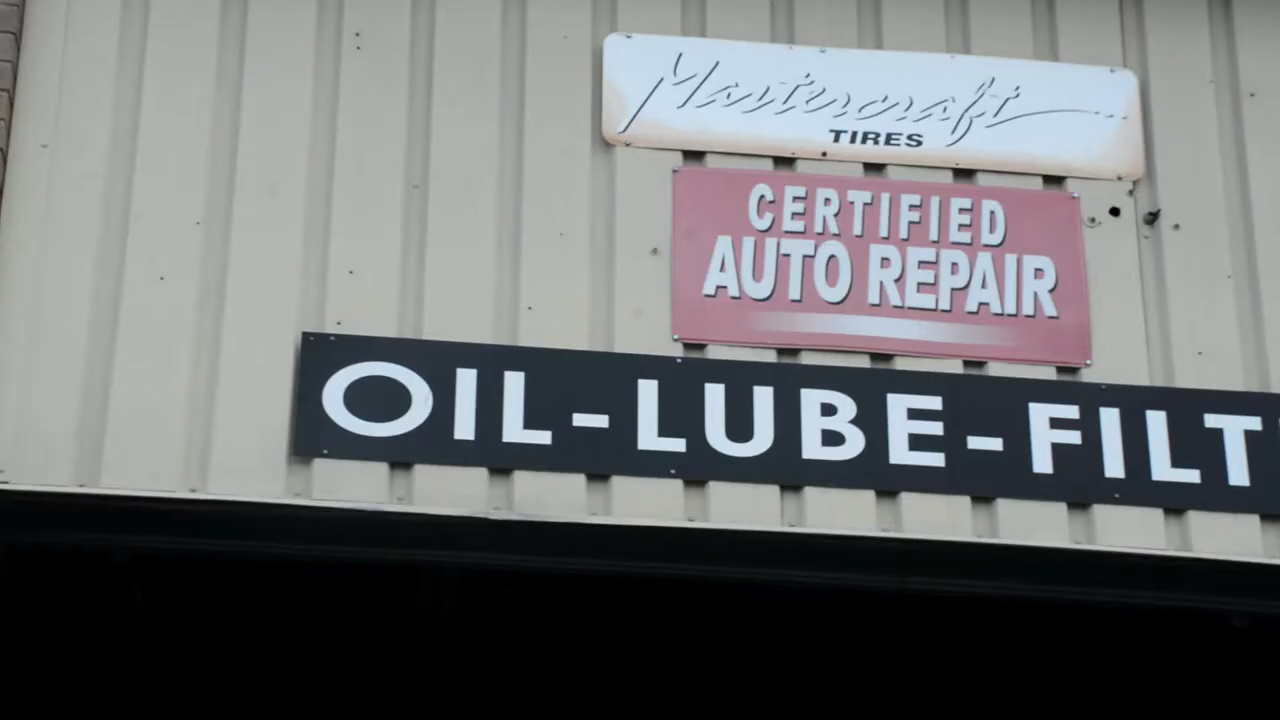 Mastercraft
TIRES
CERTIFIED
AUTO REPAIR
OIL-LUBE-FILT